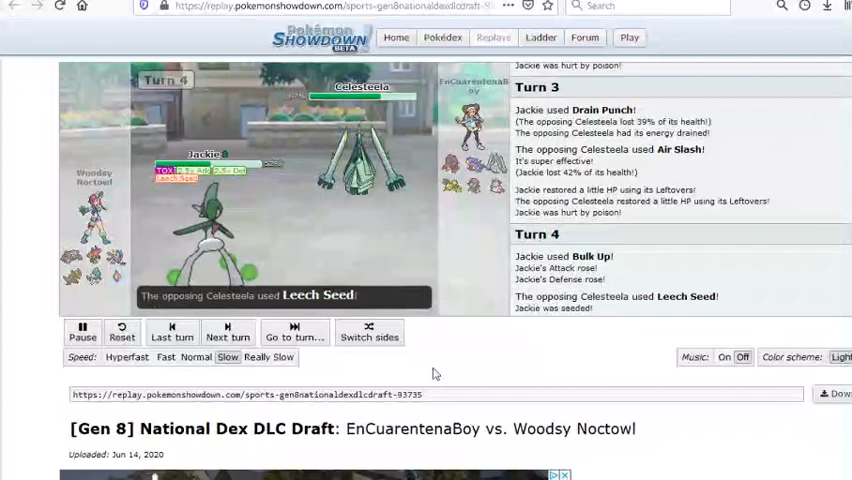 https://replay.pokemonshowdown.com/sports-gen8nationaldexdlcdraft-93
Search
Pokémon
SHOWDOWN
BETA
Home
Pokédex
Replays
Ladder
Forum
Play
Turn 4
Celesteela
Jackie
TOX
Leech Seed
Woodsy
Noctowl
EnCuarentenaB
oy
The opposing Celesteela used Leech Seed!
Jackie was hurt by poison!
Turn 3
Jackie used Drain Punch!
(The opposing Celesteela lost 39% of its health!)
The opposing Celesteela had its energy drained!
The opposing Celesteela used Air Slash!
It's super effective!
(Jackie lost 42% of its health!)
Jackie restored a little HP using its Leftovers!
The opposing Celesteela restored a little HP using its Leftovers!
Jackie was hurt by poison!
Turn 4
Jackie used Bulk Up!
Jackie's Attack rose!
Jackie's Defense rose!
The opposing Celesteela used Leech Seed!
Jackie was seeded!
Pause
Reset
Last turn
Next turn
Go to turn...
Switch sides
Speed: Hyperfast Fast Normal Slow Really Slow
Music: On Off
Color scheme: Light
https://replay.pokemonshowdown.com/sports-gen8nationaldexdlcdraft-93735
Down
[Gen 8] National Dex DLC Draft: EnCuarentenaBoy vs. Woodsy Noctowl
Uploaded: Jun 14, 2020